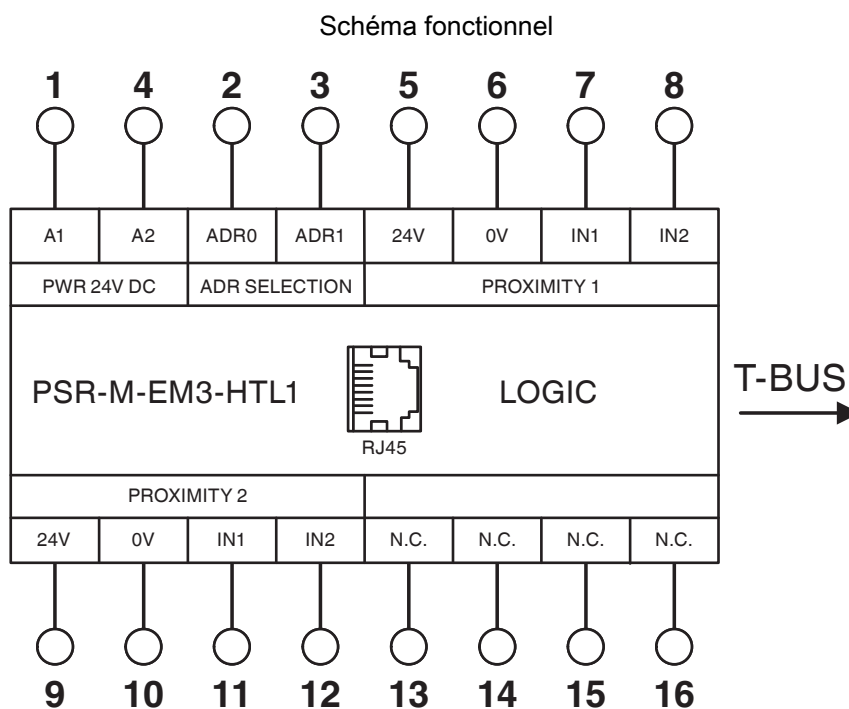 Schéma fonctionnel
1 4 2 3 5 6 7 8
A1 A2 ADR0 ADR1 24V 0V IN1 IN2
PWR 24V DC ADR SELECTION PROXIMITY 1
PSR-M-EM3-HTL1 LOGIC T-BUS
RJ45
PROXIMITY 2
24V 0V IN1 IN2 N.C. N.C. N.C. N.C.
9 10 11 12 13 14 15 16